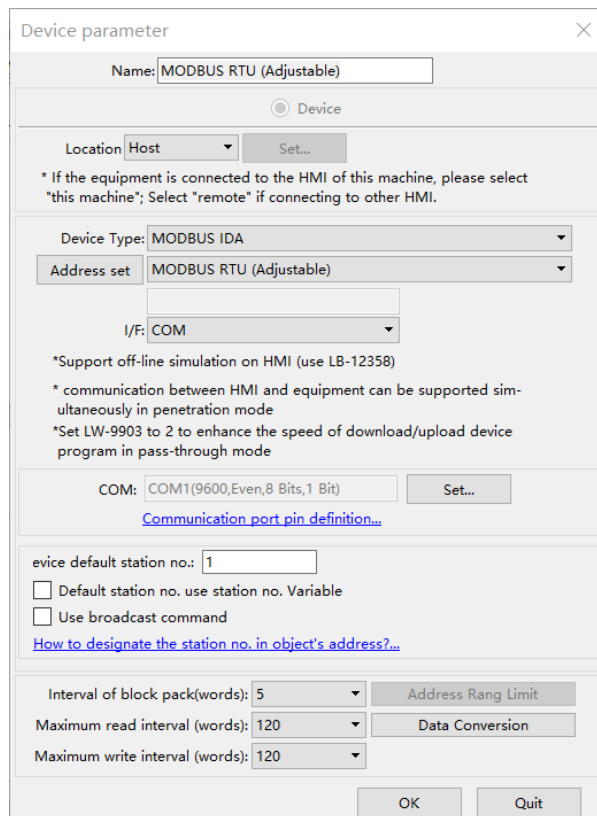 Device parameter
Name: MODBUS RTU (Adjustable)
Device
Location Host Set...
* If the equipment is connected to the HMI of this machine, please select
"this machine"; Select "remote" if connecting to other HMI.
Device Type: MODBUS IDA
Address set MODBUS RTU (Adjustable)
I/F: COM
*Support off-line simulation on HMI (use LB-12358)
* communication between HMI and equipment can be supported sim-
ultaneously in penetration mode
*Set LW-9903 to 2 to enhance the speed of download/upload device
program in pass-through mode
COM: COM1(9600,Even,8 Bits,1 Bit) Set...
Communication port pin definition...
evice default station no.: 1
Default station no. use station no. Variable
Use broadcast command
How to designate the station no. in object's address?...
Interval of block pack(words): 5 Address Rang Limit
Maximum read interval (words): 120 Data Conversion
Maximum write interval (words): 120
OK Quit